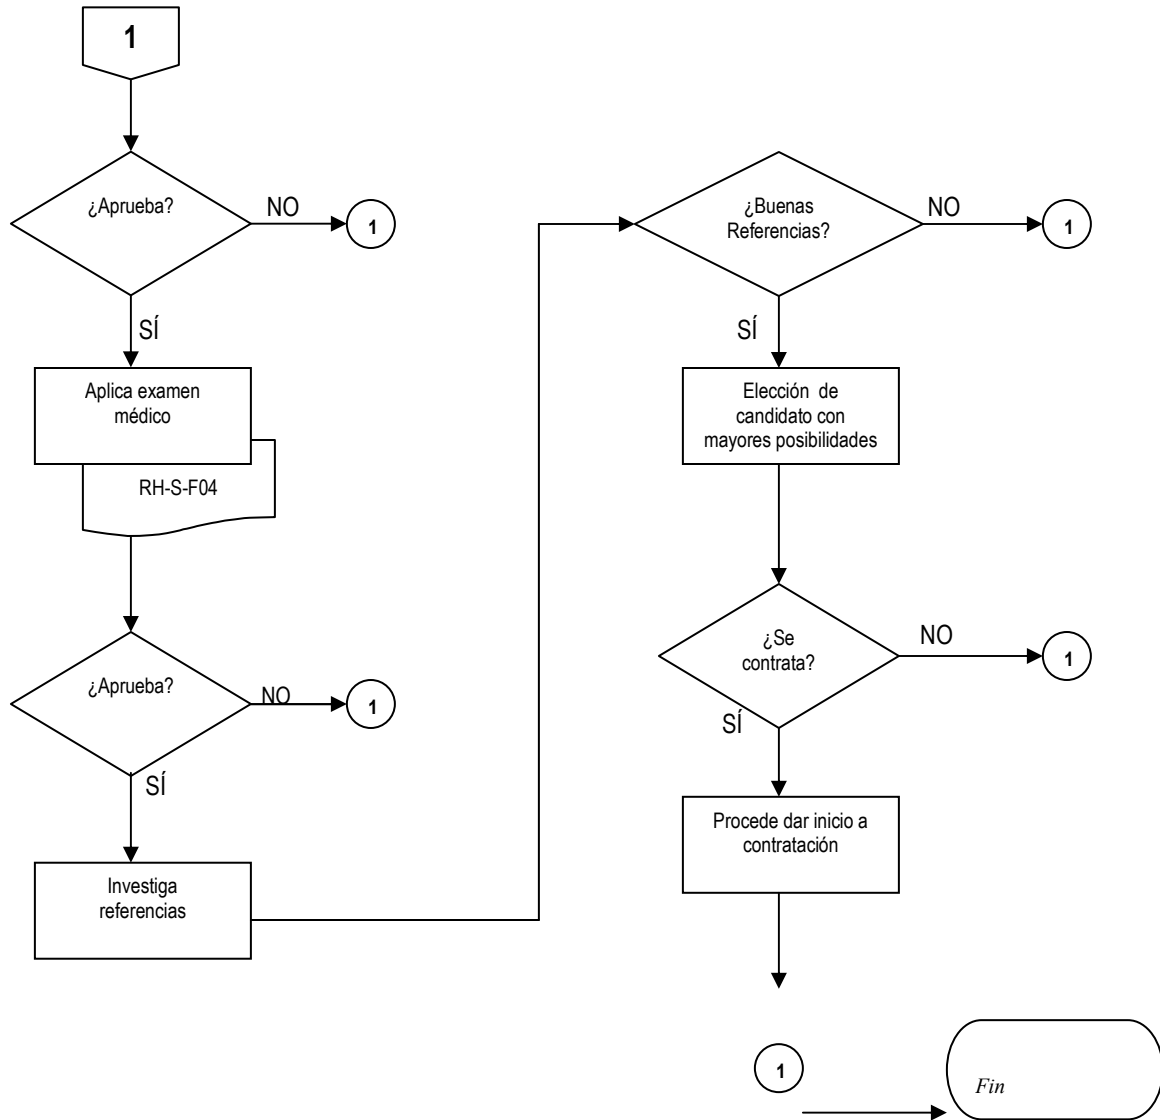 1
¿Aprueba?
NO
1
SÍ
Aplica examen
médico
RH-S-F04
¿Aprueba?
NO
1
SÍ
Investiga
referencias
¿Buenas
Referencias?
NO
1
SÍ
Elección de
candidato con
mayores posibilidades
¿Se
contrata?
NO
1
SÍ
Procede dar inicio a
contratación
1
Fin